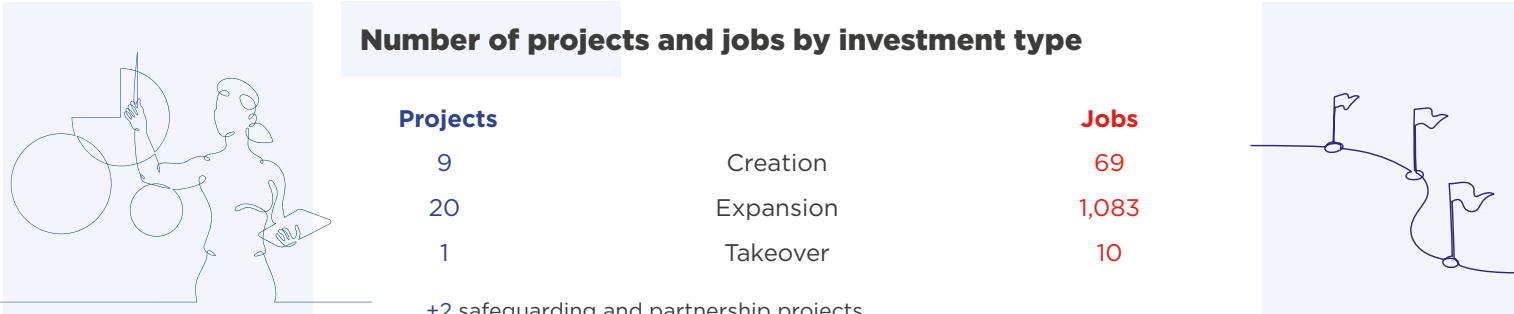 Number of projects and jobs by investment type
Projects Jobs
9 Creation 69
20 Expansion 1,083
1 Takeover 10
+2 safeguarding and partnership projects